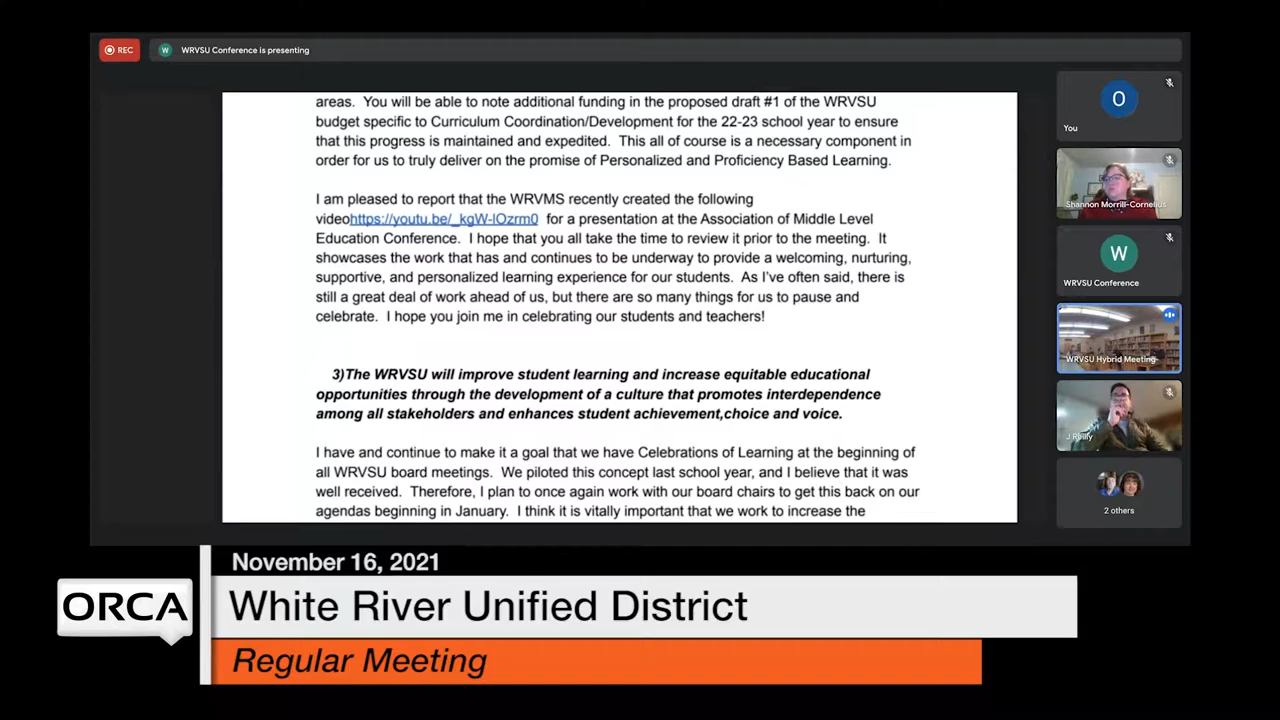 REC
W WRVSU Conference is presenting
areas. You will be able to note additional funding in the proposed draft #1 of the WRVSU
budget specific to Curriculum Coordination/Development for the 22-23 school year to ensure
that this progress is maintained and expedited. This all of course is a necessary component in
order for us to truly deliver on the promise of Personalized and Proficiency Based Learning.
I am pleased to report that the WRVMS recently created the following
videohttps://youtu.be/_kgW-lOzrm0 for a presentation at the Association of Middle Level
Education Conference. I hope that you all take the time to review it prior to the meeting. It
showcases the work that has and continues to be underway to provide a welcoming, nurturing,
supportive, and personalized learning experience for our students. As I've often said, there is
still a great deal of work ahead of us, but there are so many things for us to pause and
celebrate. I hope you join me in celebrating our students and teachers!
3)The WRVSU will improve student learning and increase equitable educational
opportunities through the development of a culture that promotes interdependence
among all stakeholders and enhances student achievement,choice and voice.
I have and continue to make it a goal that we have Celebrations of Learning at the beginning of
all WRVSU board meetings. We piloted this concept last school year, and I believe that it was
well received. Therefore, I plan to once again work with our board chairs to get this back on our
agendas beginning in January. I think it is vitally important that we work to increase the
O
You
Shannon Morrill-Cornelius
W
WRVSU Conference
WRVSU Hybrid Meeting
J Reilly
2 others
November 16, 2021
ORCA
White River Unified District
Regular Meeting